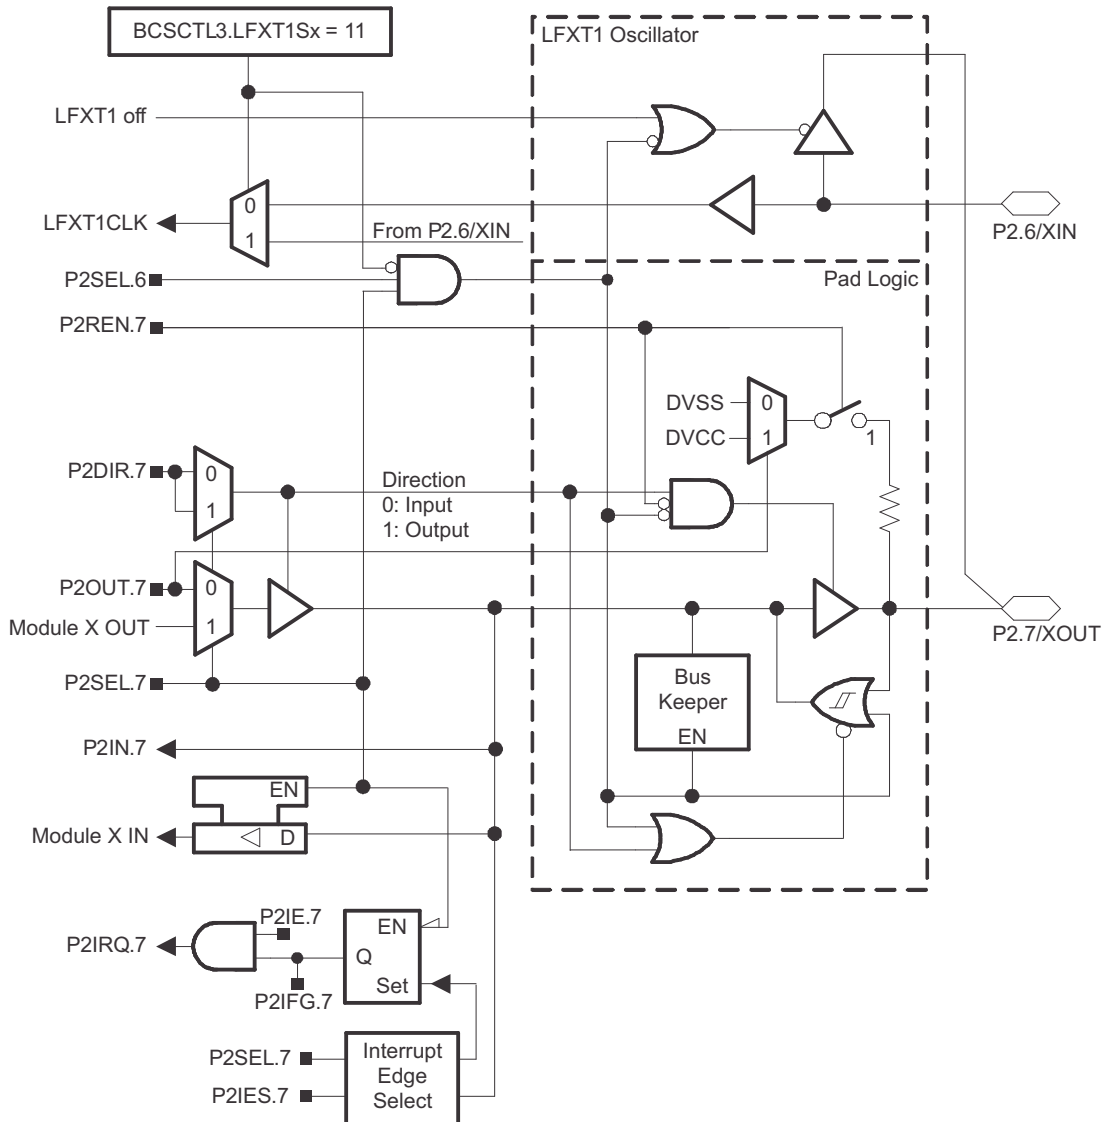 BCSCTL3.LFXT1Sx = 11
LFXT1 Oscillator
LFXT1 off
0
LFXT1CLK
1
From P2.6/XIN
P2.6/XIN
P2SEL.6
Pad Logic
P2REN.7
DVSS
0
DVCC
1
1
P2DIR.7
0
1
Direction
0: Input
1: Output
P2OUT.7
0
Module X OUT
1
P2.7/XOUT
P2SEL.7
Bus
Keeper
EN
P2IN.7
EN
Module X IN
D
P2IE.7
EN
P2IRQ.7
Q
Set
P2IFG.7
P2SEL.7
P2IES.7
Interrupt
Edge
Select